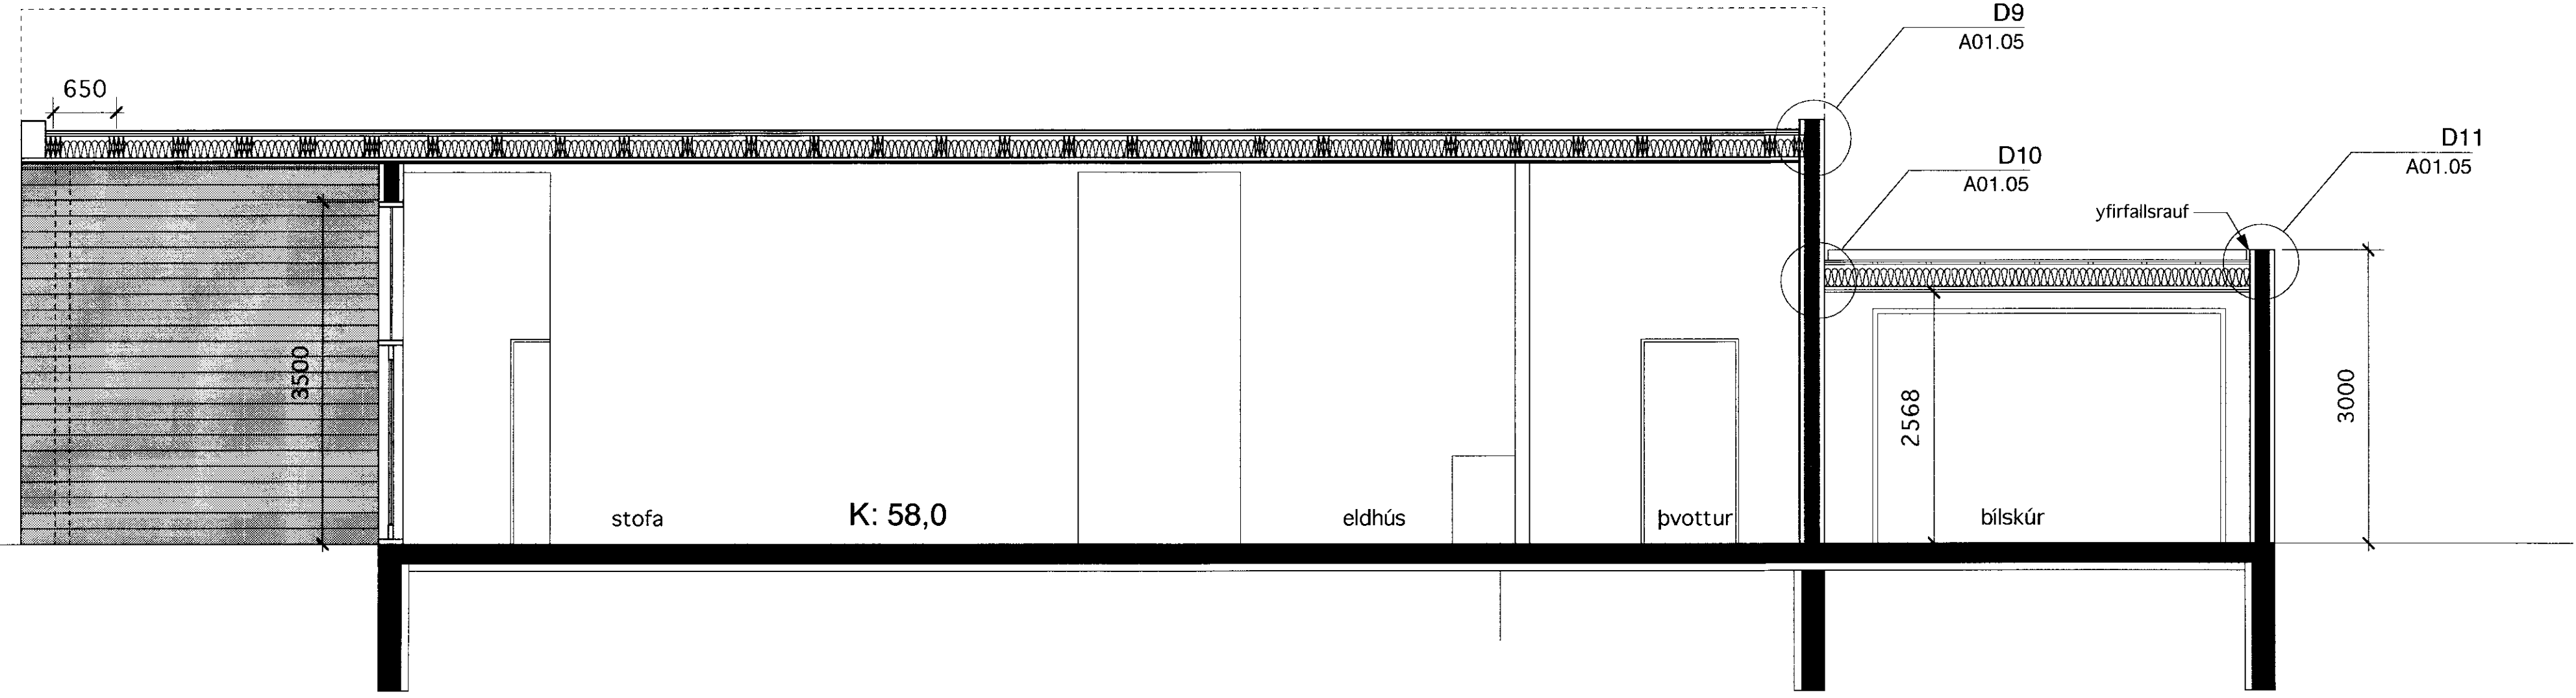 D9
A01.05
650
D11
A01.05
D10
A01.05
yfirfallsrauf
3500
2568
3000
stofa
K: 58,0
eldhús
þvottur
bílskúr